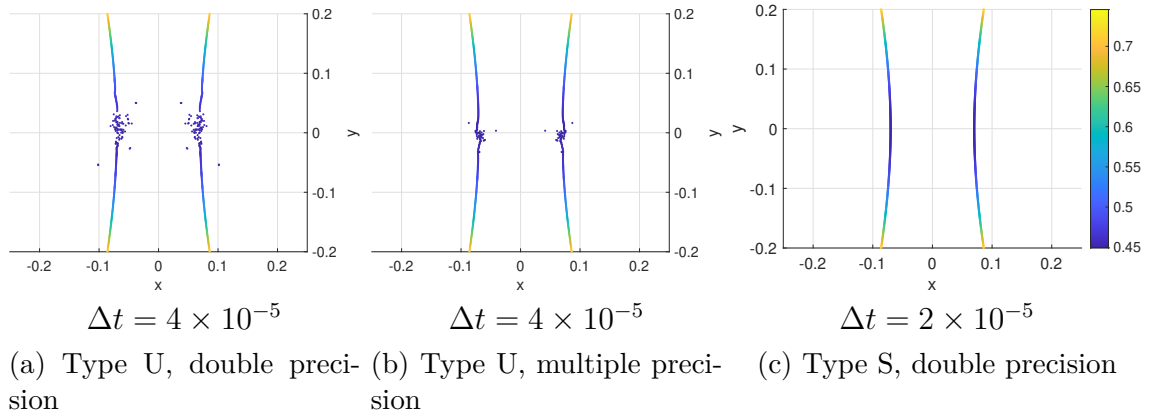 0.2
0.1
0
-0.1
-0.2
y
-0.2
-0.1
0
0.1
0.2
x
0.2
0.1
0
-0.1
-0.2
y
-0.2
-0.1
0
0.1
0.2
x
0.2
0.1
0
-0.1
-0.2
y
-0.2
-0.1
0
0.1
0.2
x
0.7
0.65
0.6
0.55
0.5
0.45
Δt = 4 × 10⁻⁵
Δt = 4 × 10⁻⁵
Δt = 2 × 10⁻⁵
(a) Type U, double preci-
sion
(b) Type U, multiple preci-
sion
(c) Type S, double precision